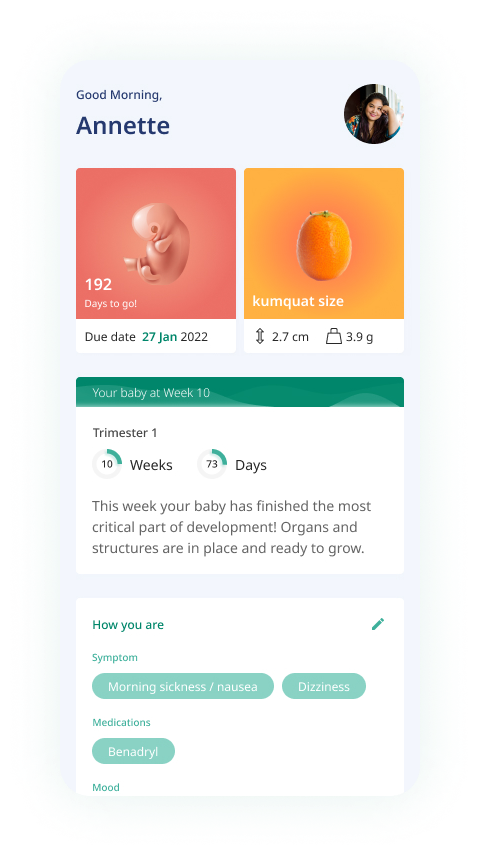 Good Morning,
Annette
192
Days to go!
kumquat size
Due date 27 Jan 2022
2.7 cm 3.9 g
Your baby at Week 10
Trimester 1
10 Weeks 73 Days
This week your baby has finished the most
critical part of development! Organs and
structures are in place and ready to grow.
How you are
Symptom
Morning sickness / nausea Dizziness
Medications
Benadryl
Mood